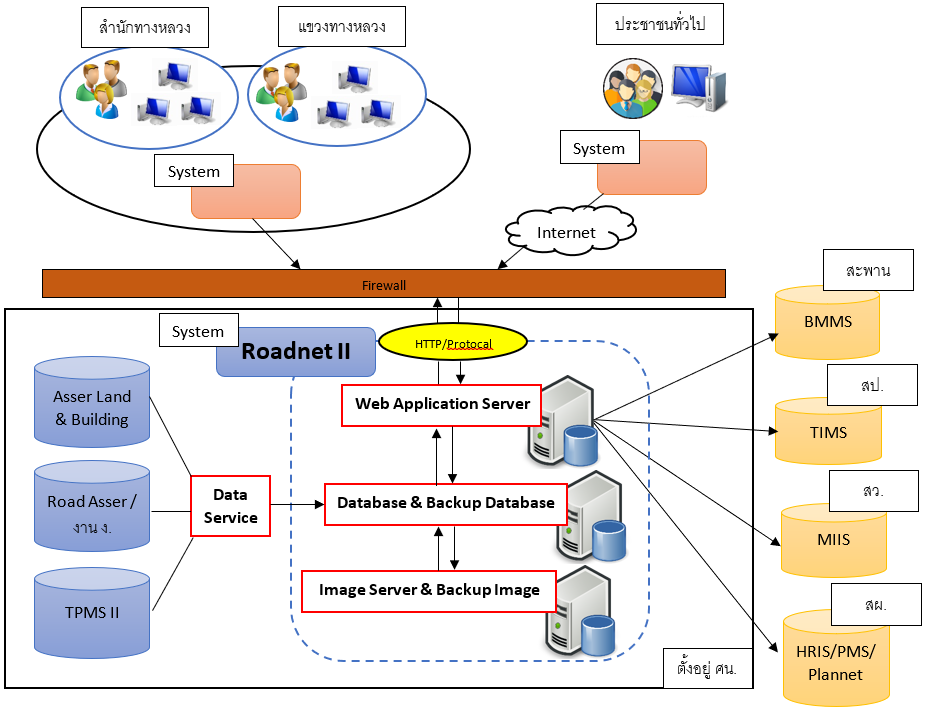 สำนักทางหลวง
แขวงทางหลวง
ประชาชนทั่วไป
System
System
Internet
Firewall
สะพาน
BMMS
System
Roadnet II
HTTP/Protocal
Asser Land
& Building
Web Application Server
สป.
TIMS
Road Asser /
งาน ง.
Data
Service
Database & Backup Database
สว.
MIIS
TPMS II
Image Server & Backup Image
สผ.
HRIS/PMS/
Plannet
ตั้งอยู่ ศน.